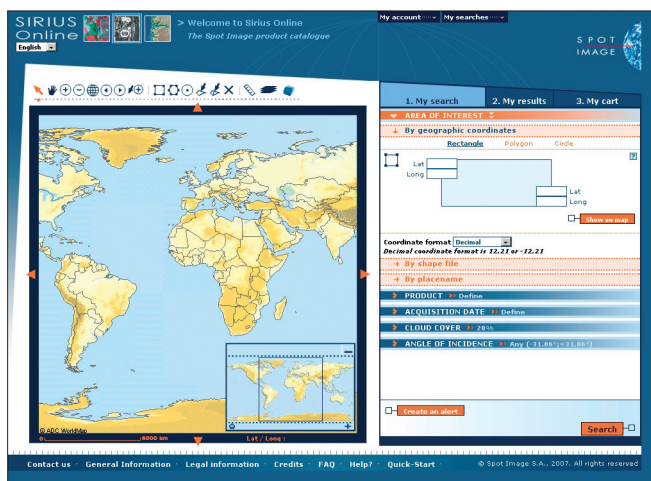 SIRIUS
Online
English
> Welcome to Sirius Online
The Spot Image product catalogue
My account
My searches
SPOT
IMAGE
1. My search
2. My results
3. My cart
AREA OF INTEREST
By geographic coordinates
Rectangle
Polygon
Circle
?
Lat
Long
Lat
Long
Show on map
Coordinate format Decimal
Decimal coordinate format is 12.21 or -12.21
By shape file
By placename
PRODUCT Define
ACQUISITION DATE Define
CLOUD COVER 20%
ANGLE OF INCIDENCE Any (-31.06°;+31.06°)
© ADC WorldMap
0 6000 km
Lat / Long :
Create an alert
Search
Contact us · General Information · Legal information · Credits · FAQ · Help? · Quick-Start ·
© Spot Image S.A., 2007. All rights reserved